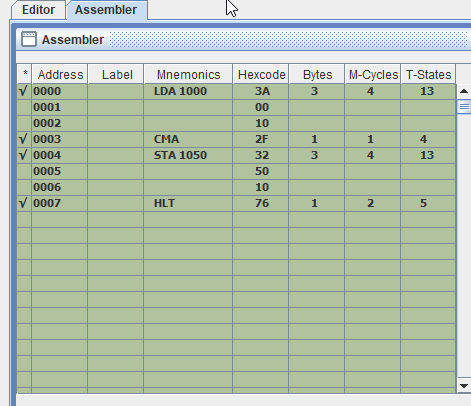 Editor Assembler
Assembler
* Address Label Mnemonics Hexcode Bytes M-Cycles T-States
√ 0000 LDA 1000 3A 3 4 13
0001 00
0002 10
√ 0003 CMA 2F 1 1 4
√ 0004 STA 1050 32 3 4 13
0005 50
0006 10
√ 0007 HLT 76 1 2 5